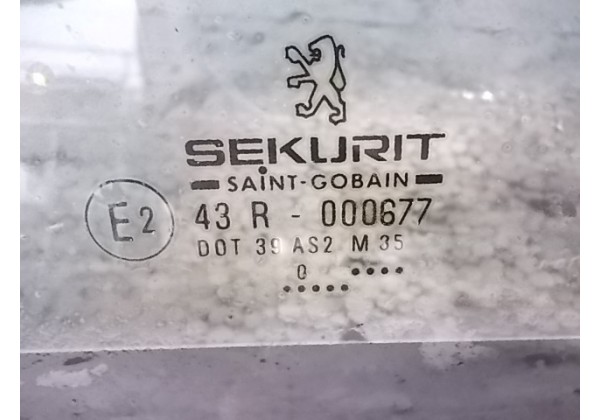 SEKURIT
SAINT-GOBAIN
E2 43 R - 000677
DOT 39 AS2 M 35
0 ....
.....